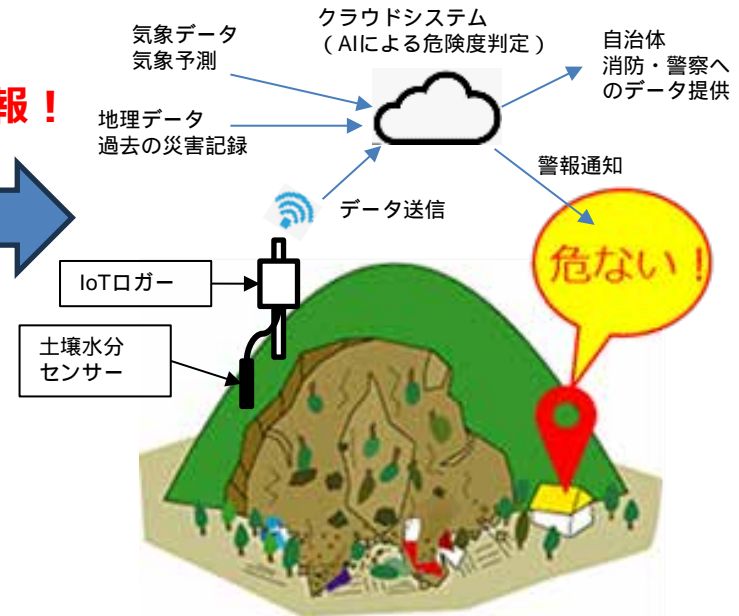 クラウドシステム
（AIによる危険度判定）
気象データ
気象予測
自治体
消防・警察へ
のデータ提供
報！
地理データ
過去の災害記録
警報通知
データ送信
危ない！
IoTロガー
土壌水分
センサー